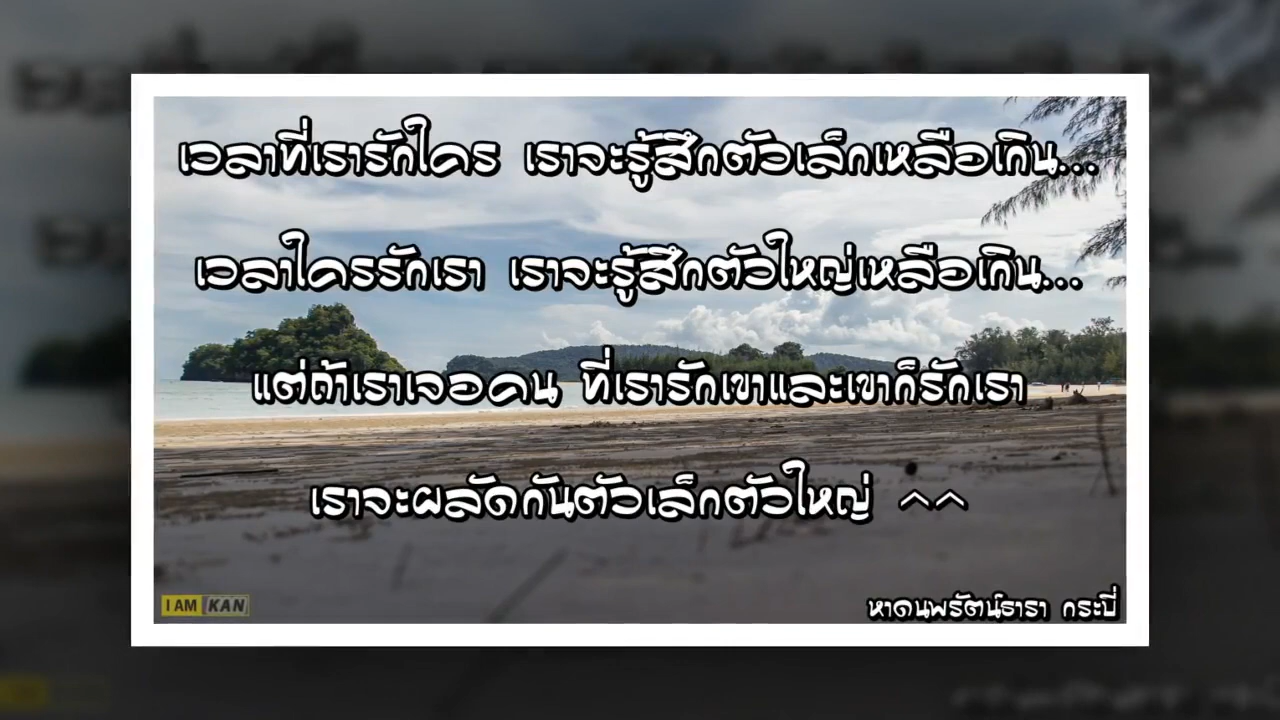 เวลาที่เรารักใคร เราจะรู้สึกตัวเล็กเหลือเกิน...
เวลาใครรักเรา เราจะรู้สึกตัวใหญ่เหลือเกิน...
แต่ถ้าเราเจอคน ที่เรารักเขาและเขาก็รักเรา
เราจะผลัดกันตัวเล็กตัวใหญ่ ^^
I AM KAN
หาดนพรัตน์ธารา กระบี่